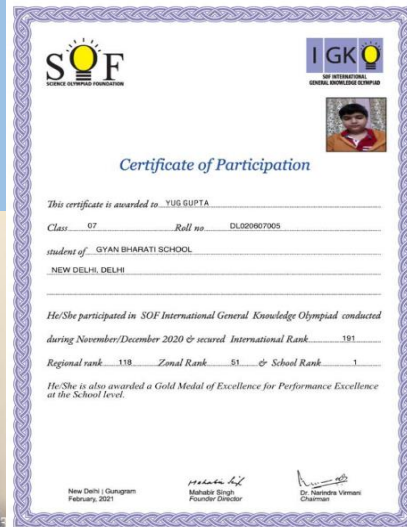 SOF
SCIENCE OLYMPIAD FOUNDATION
IGKO
SOF INTERNATIONAL
GENERAL KNOWLEDGE OLYMPIAD
Certificate of Participation
This certificate is awarded to YUG GUPTA
Class 07 Roll no DL020607005
student of GYAN BHARATI SCHOOL
NEW DELHI, DELHI
He/She participated in SOF International General Knowledge Olympiad conducted
during November/December 2020 & secured International Rank 191
Regional rank 118 Zonal Rank 51 & School Rank 1
He/She is also awarded a Gold Medal of Excellence for Performance Excellence
at the School level.
New Delhi | Gurugram
February, 2021
Mahabir Singh
Mahabir Singh
Founder Director
Dr. Narindra Virmani
Chairman